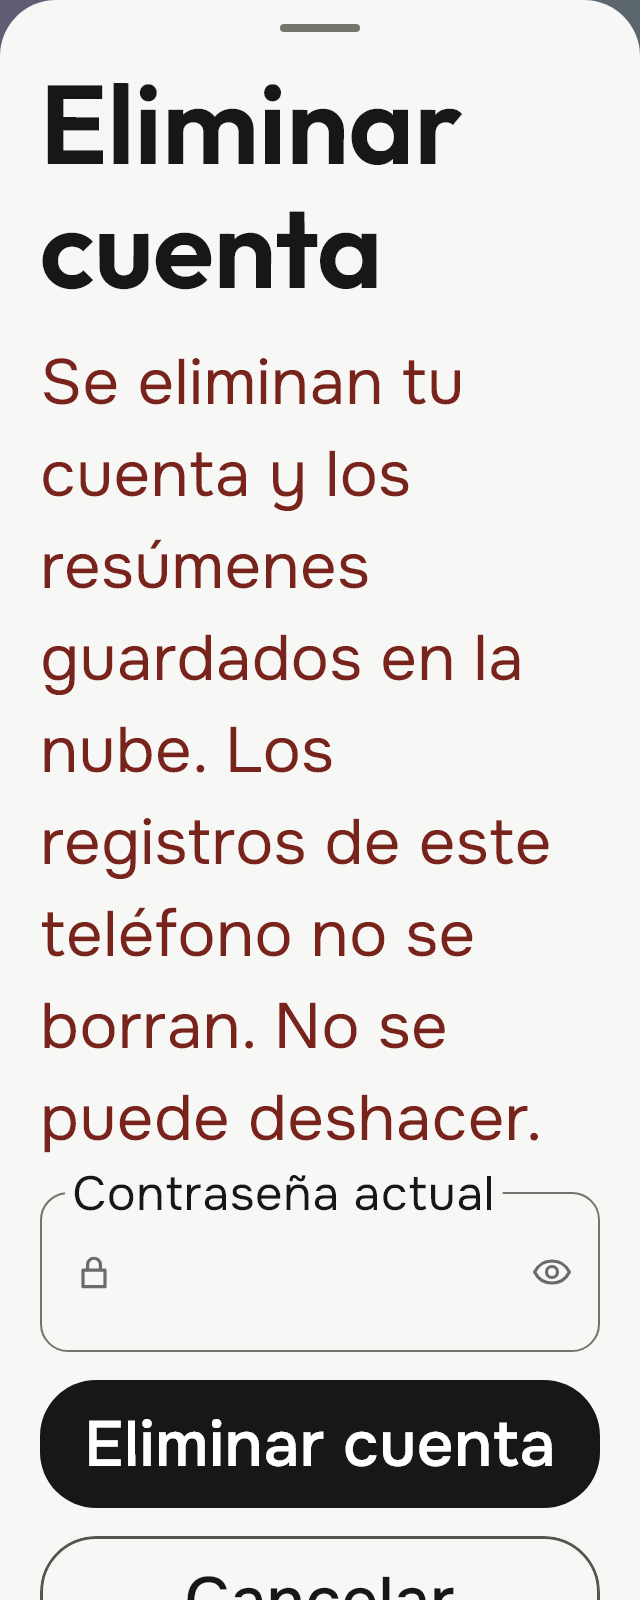 Eliminar
cuenta
Se eliminan tu
cuenta y los
resúmenes
guardados en la
nube. Los
registros de este
teléfono no se
borran. No se
puede deshacer.
Contraseña actual
Eliminar cuenta
Cancelar